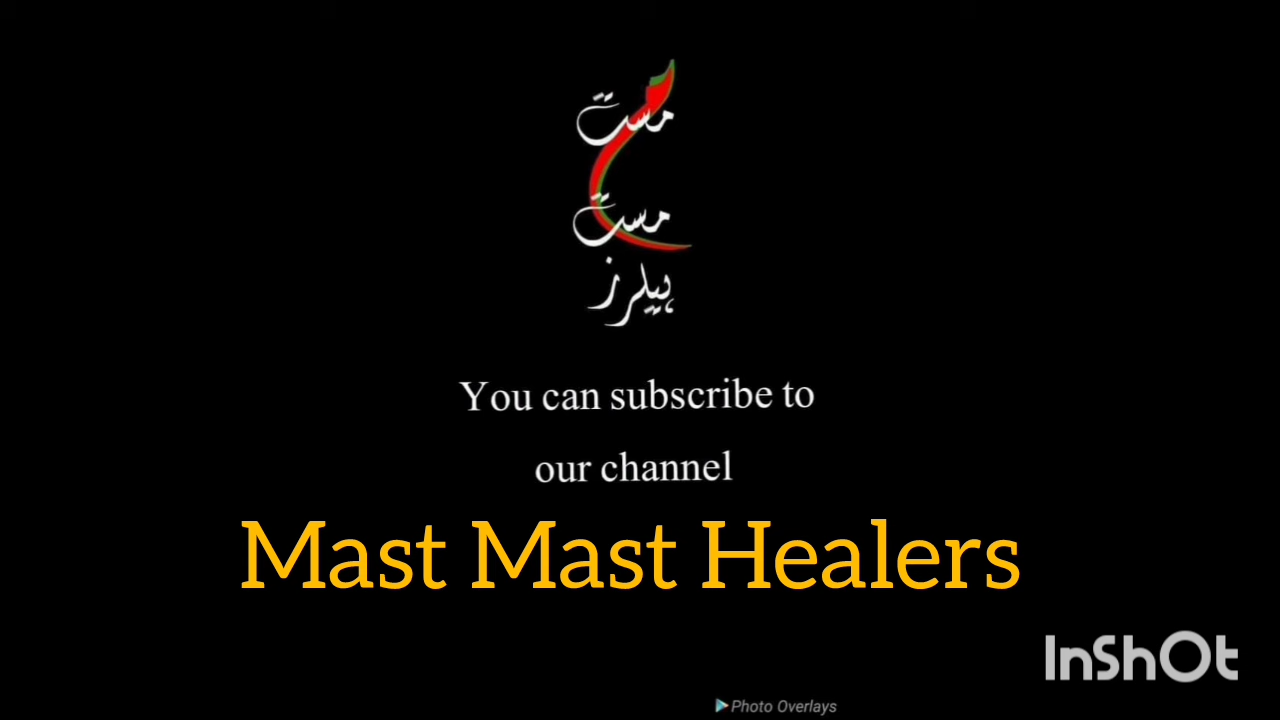 مست
مست
ہیلرز
You can subscribe to
our channel
Mast Mast Healers
InShOt
Photo Overlays